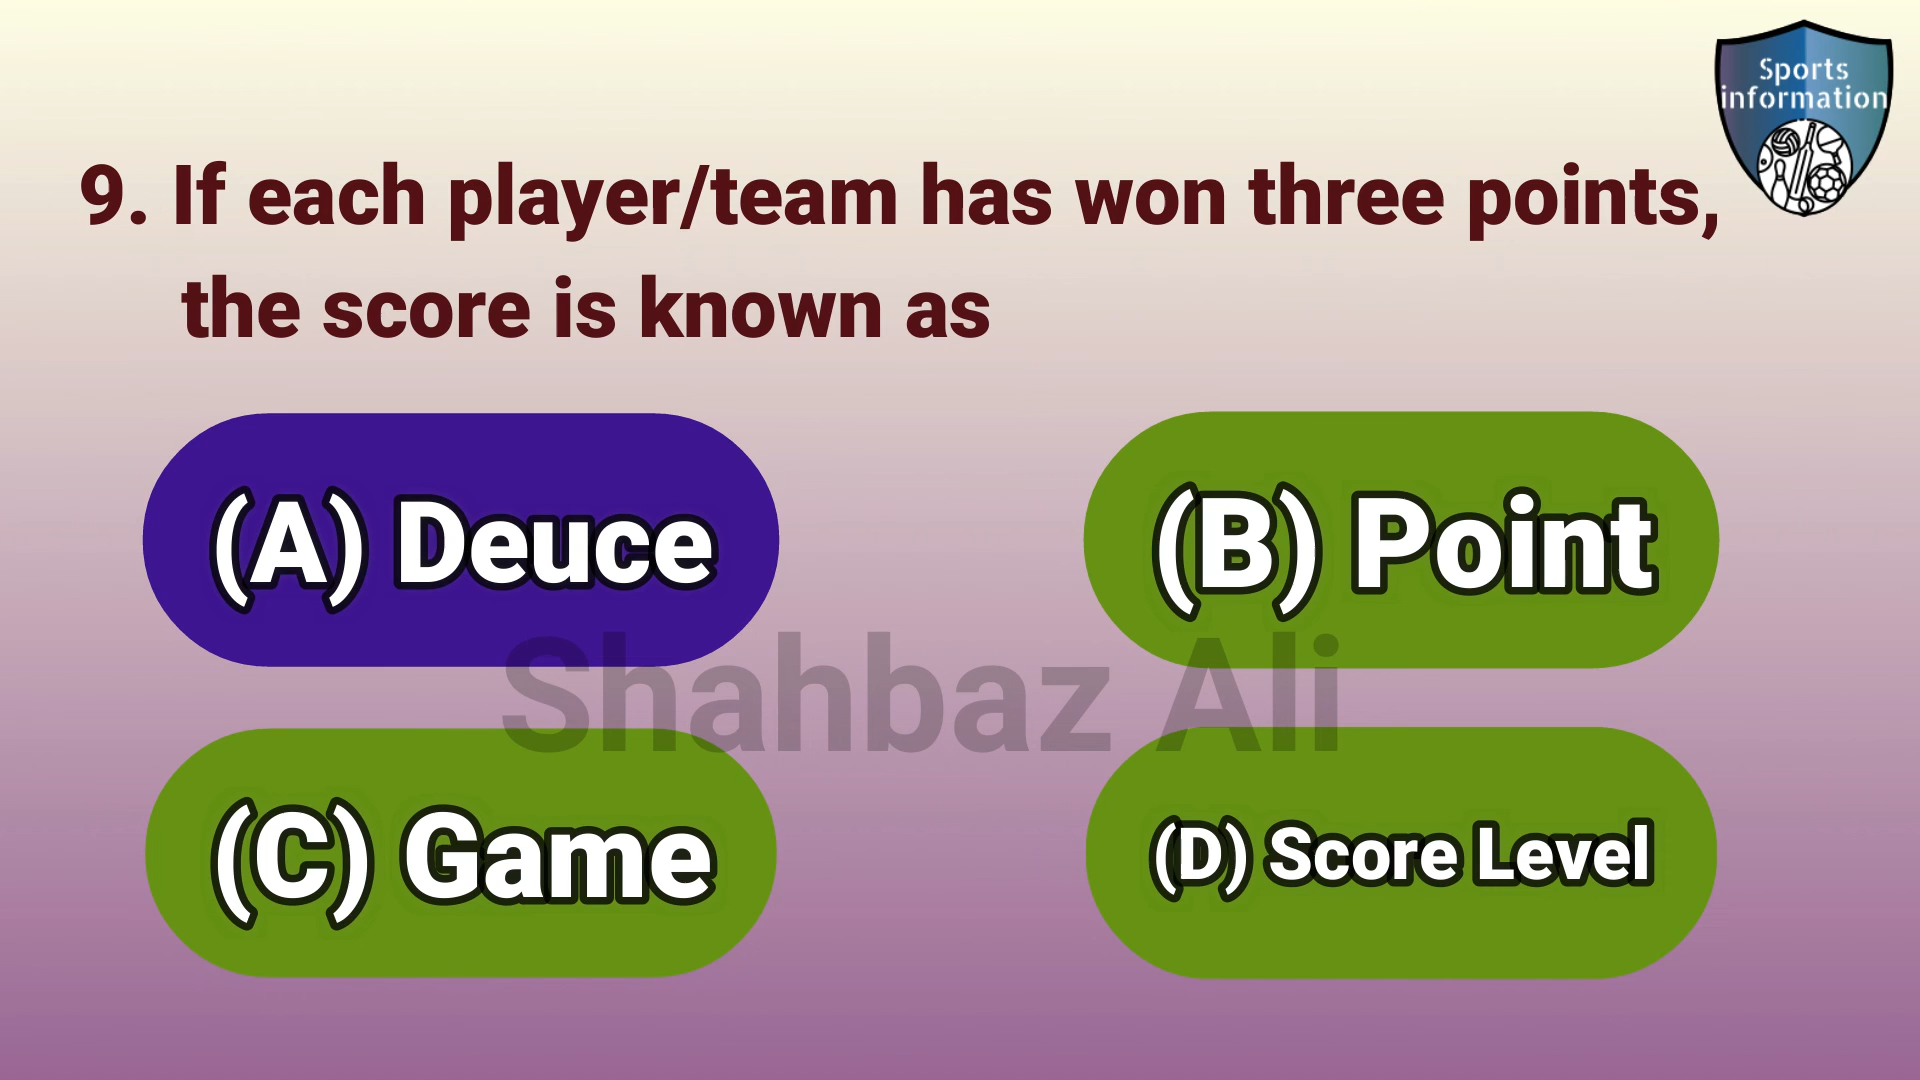 Sports
information
9. If each player/team has won three points,
the score is known as
(A) Deuce
(B) Point
Shahbaz Ali
(C) Game
(D) Score Level